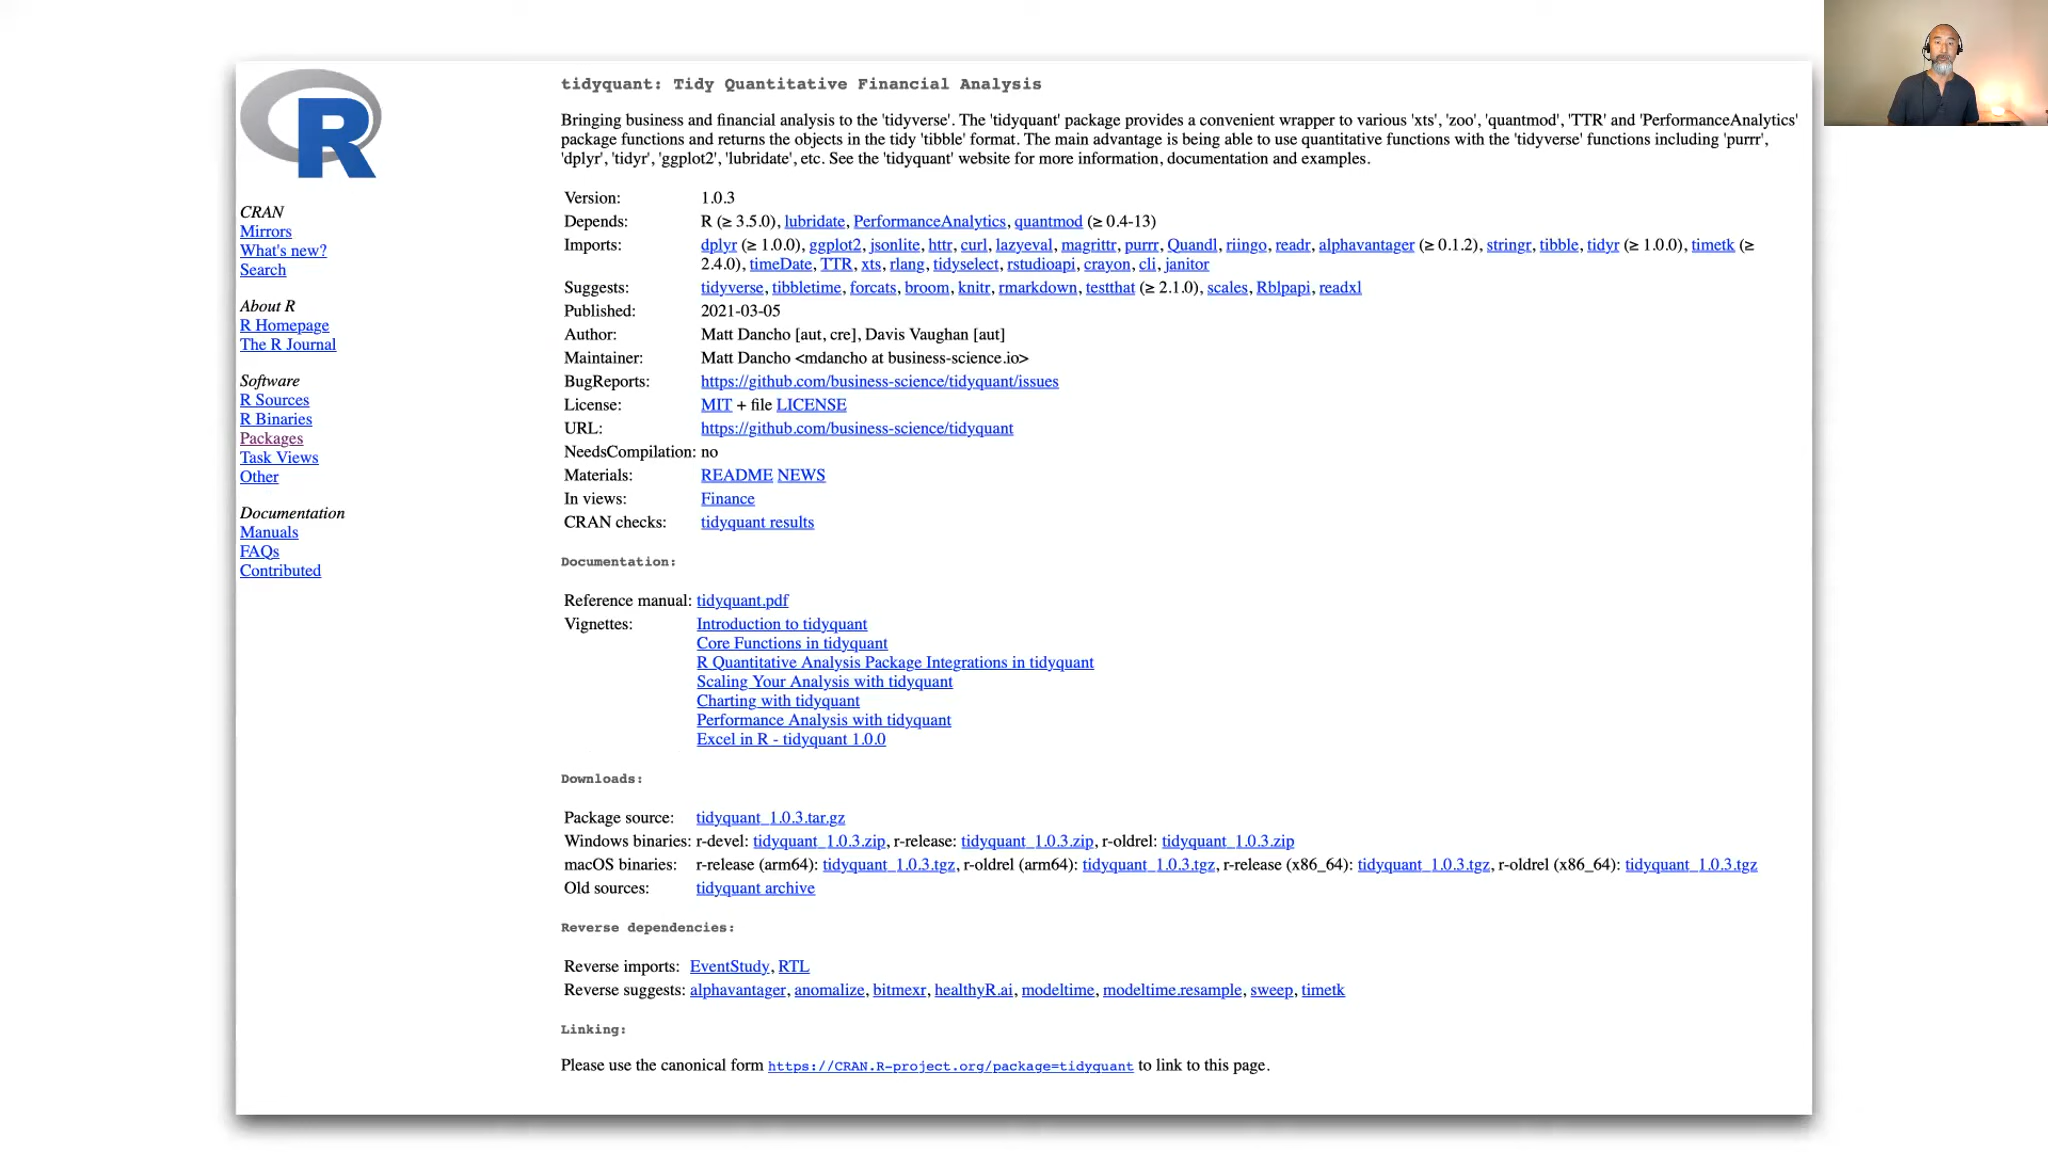 R
CRAN
Mirrors
What's new?
Search
About R
R Homepage
The R Journal
Software
R Sources
R Binaries
Packages
Task Views
Other
Documentation
Manuals
FAQs
Contributed
tidyquant: Tidy Quantitative Financial Analysis
Bringing business and financial analysis to the 'tidyverse'. The 'tidyquant' package provides a convenient wrapper to various 'xts', 'zoo', 'quantmod', 'TTR' and 'PerformanceAnalytics'
package functions and returns the objects in the tidy 'tibble' format. The main advantage is being able to use quantitative functions with the 'tidyverse' functions including 'purrr',
'dplyr', 'tidyr', 'ggplot2', 'lubridate', etc. See the 'tidyquant' website for more information, documentation and examples.
Version: 1.0.3
Depends: R (≥ 3.5.0), lubridate, PerformanceAnalytics, quantmod (≥ 0.4-13)
Imports: dplyr (≥ 1.0.0), ggplot2, jsonlite, httr, curl, lazyeval, magrittr, purrr, Quandl, riingo, readr, alphavantager (≥ 0.1.2), stringr, tibble, tidyr (≥ 1.0.0), timetk (≥
2.4.0), timeDate, TTR, xts, rlang, tidyselect, rstudioapi, crayon, cli, janitor
Suggests: tidyverse, tibbletime, forcats, broom, knitr, rmarkdown, testthat (≥ 2.1.0), scales, Rblpapi, readxl
Published: 2021-03-05
Author: Matt Dancho [aut, cre], Davis Vaughan [aut]
Maintainer: Matt Dancho <mdancho at business-science.io>
BugReports: https://github.com/business-science/tidyquant/issues
License: MIT + file LICENSE
URL: https://github.com/business-science/tidyquant
NeedsCompilation: no
Materials: README NEWS
In views: Finance
CRAN checks: tidyquant results
Documentation:
Reference manual: tidyquant.pdf
Vignettes: Introduction to tidyquant
Core Functions in tidyquant
R Quantitative Analysis Package Integrations in tidyquant
Scaling Your Analysis with tidyquant
Charting with tidyquant
Performance Analysis with tidyquant
Excel in R - tidyquant 1.0.0
Downloads:
Package source: tidyquant_1.0.3.tar.gz
Windows binaries: r-devel: tidyquant_1.0.3.zip, r-release: tidyquant_1.0.3.zip, r-oldrel: tidyquant_1.0.3.zip
macOS binaries: r-release (arm64): tidyquant_1.0.3.tgz, r-oldrel (arm64): tidyquant_1.0.3.tgz, r-release (x86_64): tidyquant_1.0.3.tgz, r-oldrel (x86_64): tidyquant_1.0.3.tgz
Old sources: tidyquant archive
Reverse dependencies:
Reverse imports: EventStudy, RTL
Reverse suggests: alphavantager, anomalize, bitmexr, healthyR.ai, modeltime, modeltime.resample, sweep, timetk
Linking:
Please use the canonical form https://CRAN.R-project.org/package=tidyquant to link to this page.